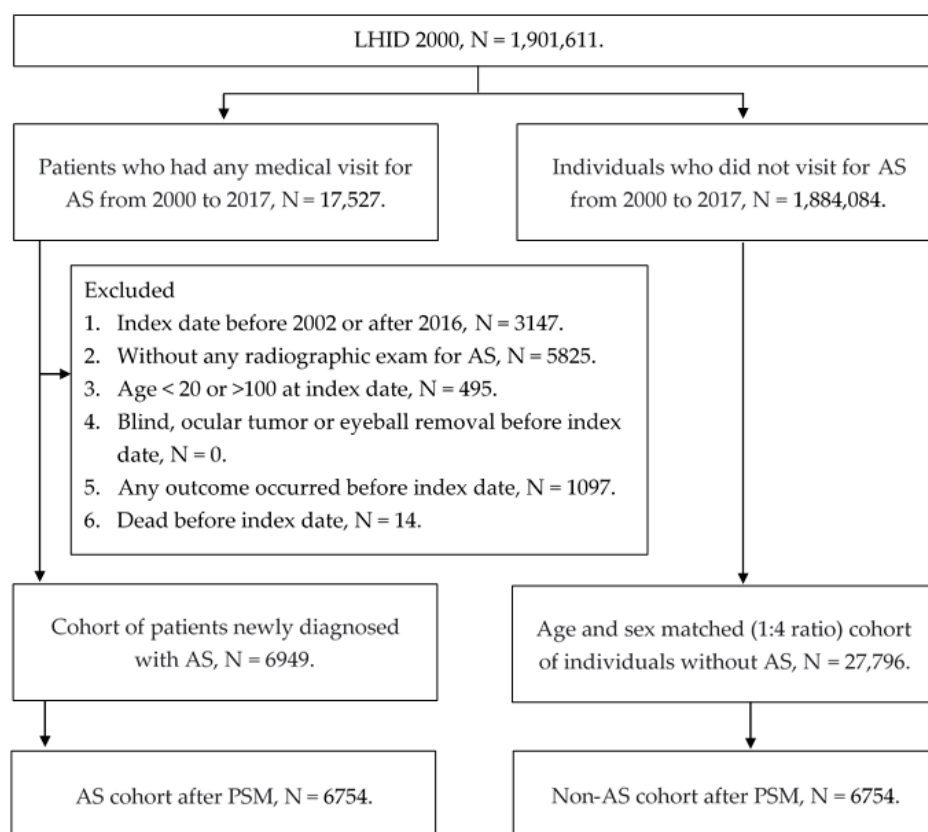 LHID 2000, N = 1,901,611.
Patients who had any medical visit for
AS from 2000 to 2017, N = 17,527.
Individuals who did not visit for AS
from 2000 to 2017, N = 1,884,084.
Excluded
1. Index date before 2002 or after 2016, N = 3147.
2. Without any radiographic exam for AS, N = 5825.
3. Age < 20 or >100 at index date, N = 495.
4. Blind, ocular tumor or eyeball removal before index
date, N = 0.
5. Any outcome occurred before index date, N = 1097.
6. Dead before index date, N = 14.
Cohort of patients newly diagnosed
with AS, N = 6949.
Age and sex matched (1:4 ratio) cohort
of individuals without AS, N = 27,796.
AS cohort after PSM, N = 6754.
Non-AS cohort after PSM, N = 6754.